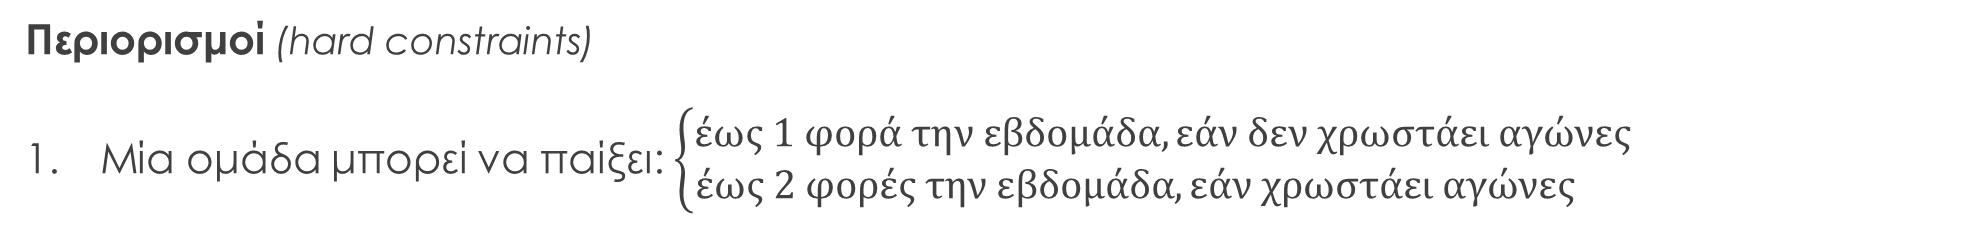 Περιορισμοί (hard constraints)
1. Μία ομάδα μπορεί να παίξει: {έως 1 φορά την εβδομάδα, εάν δεν χρωστάει αγώνες
έως 2 φορές την εβδομάδα, εάν χρωστάει αγώνες